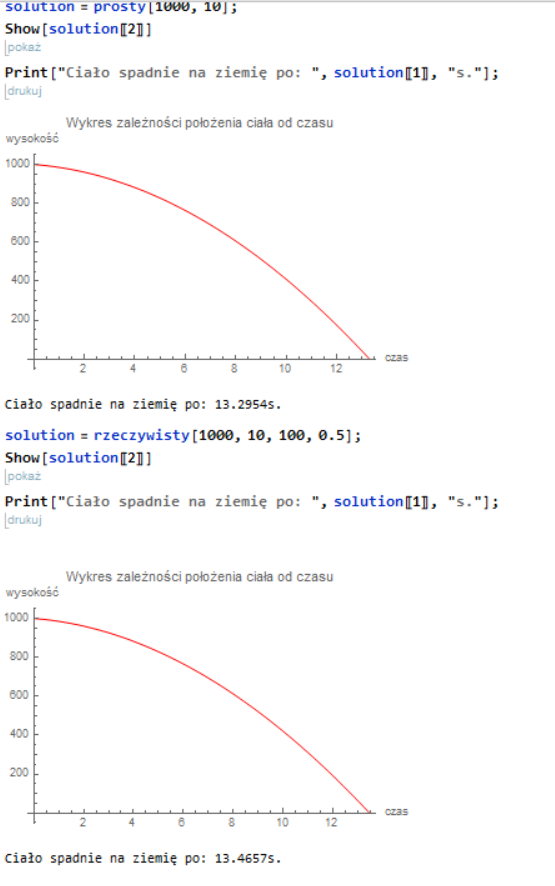 solution = prosty[1000, 10];
Show[solution〚2〛]
pokaż
Print["Ciało spadnie na ziemię po: ", solution〚1〛, "s."];
drukuj
Wykres zależności położenia ciała od czasu
wysokość
1000
800
600
400
200
2 4 6 8 10 12
czas
Ciało spadnie na ziemię po: 13.2954s.
solution = rzeczywisty[1000, 10, 100, 0.5];
Show[solution〚2〛]
pokaż
Print["Ciało spadnie na ziemię po: ", solution〚1〛, "s."];
drukuj
Wykres zależności położenia ciała od czasu
wysokość
1000
800
600
400
200
2 4 6 8 10 12
czas
Ciało spadnie na ziemię po: 13.4657s.